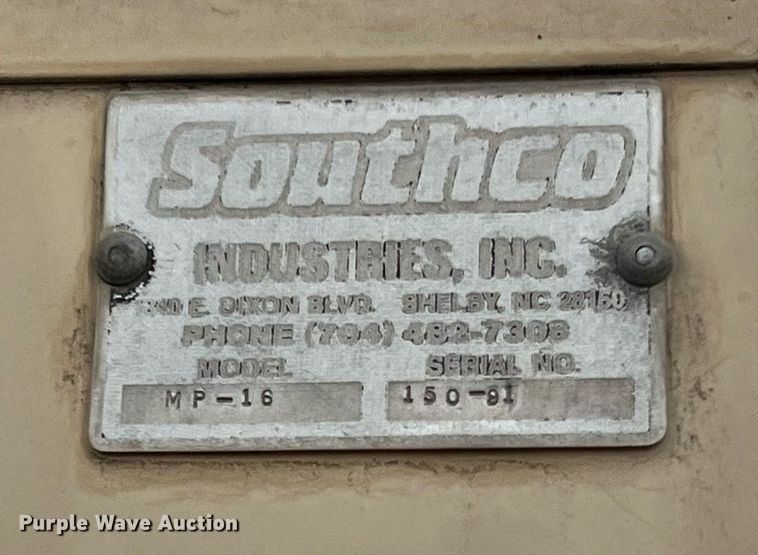 Southco
INDUSTRIES, INC.
E. DIXON BLVD. SHELBY, NC 28150
PHONE (704) 482-7308
MODEL SERIAL NO.
MP-16 150-91
Purple Wave Auction